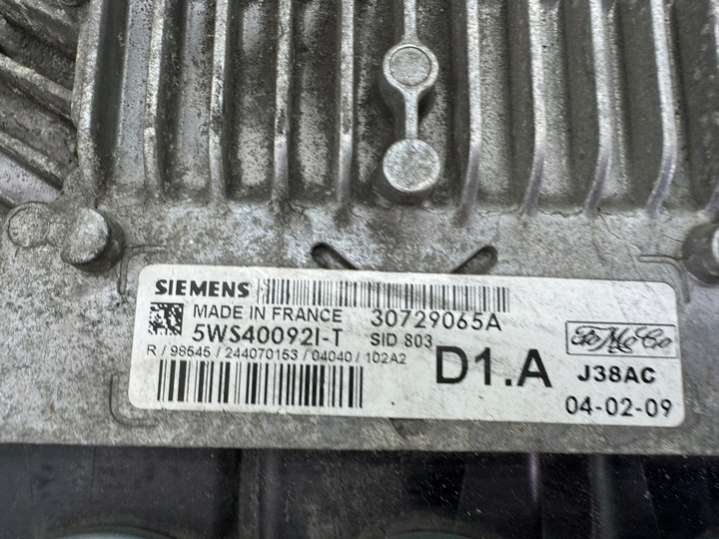 SIEMENS
MADE IN FRANCE 30729065A
5WS40092I-T SID 803
R / 98545 / 244070153 / 04040 / 102A2
D1.A
FoMoCo
J38AC
04-02-09